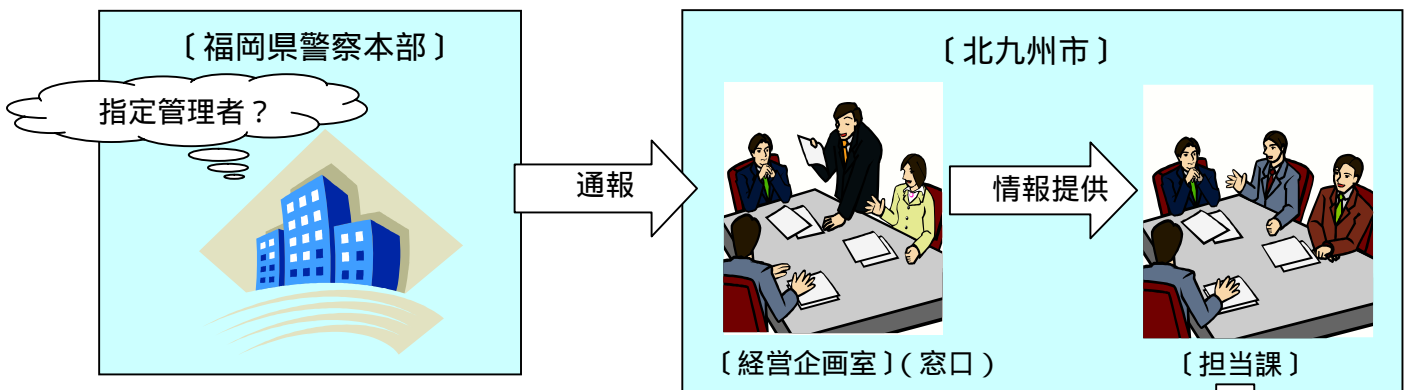 〔福岡県警察本部〕
指定管理者？
通報
〔北九州市〕
情報提供
〔経営企画室〕(窓口)
〔担当課〕